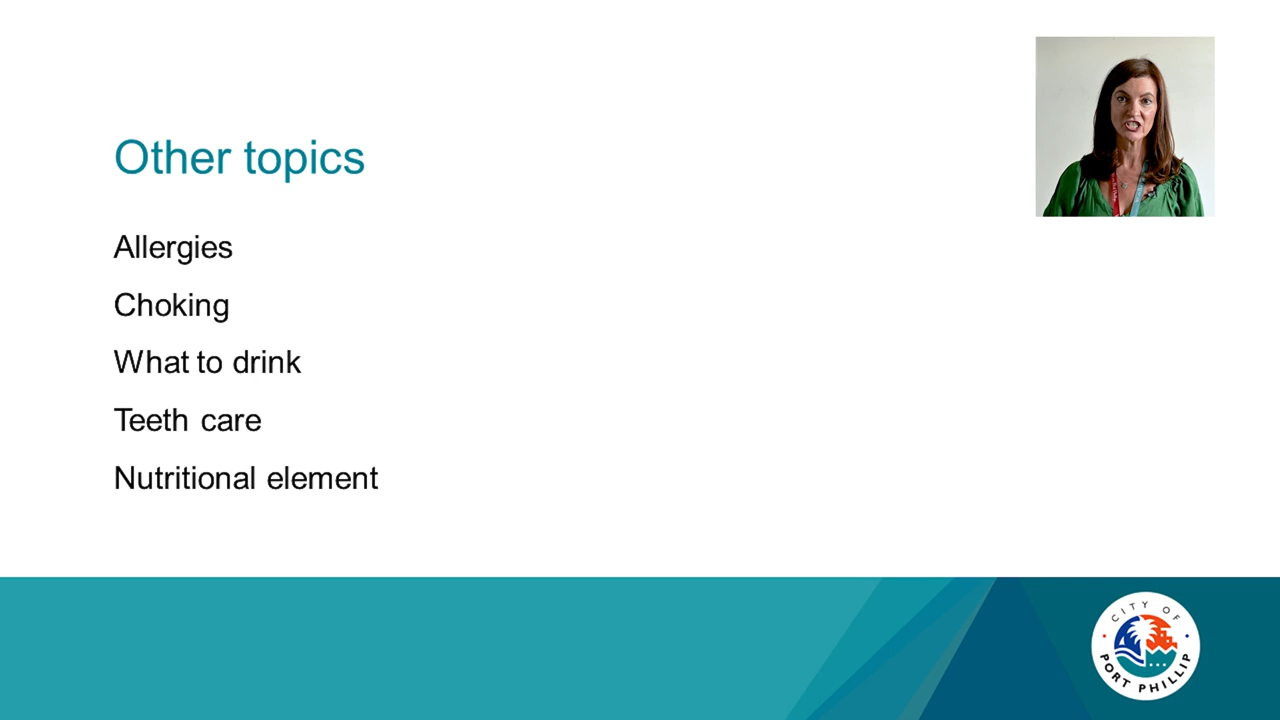 Other topics
Allergies
Choking
What to drink
Teeth care
Nutritional element
CITY OF
PORT PHILLIP